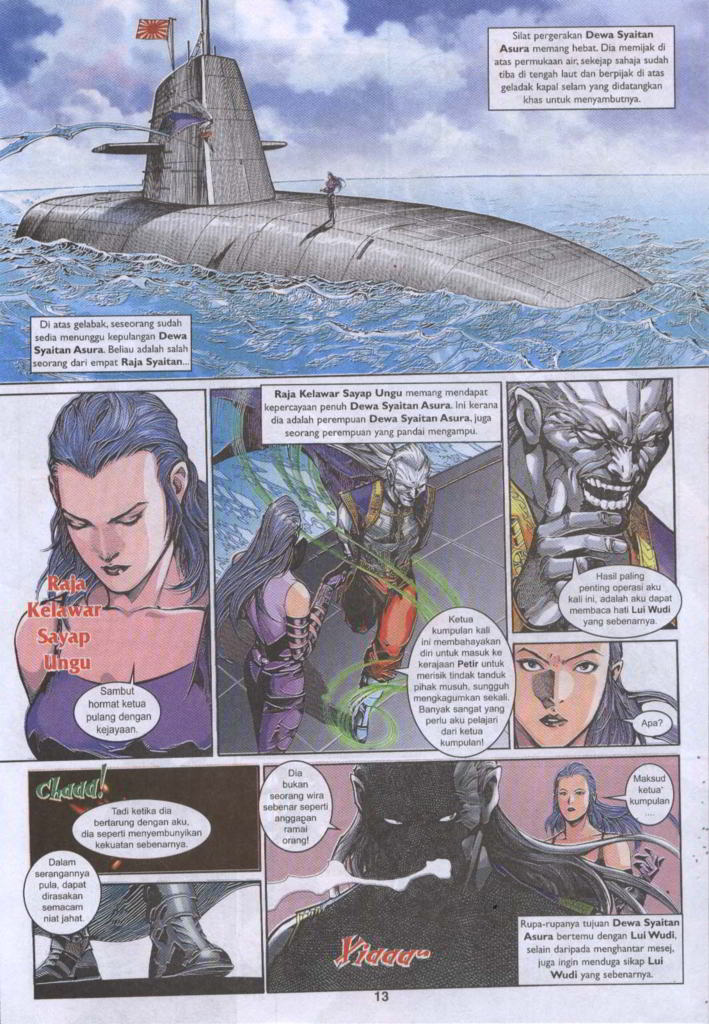 Silat pergerakan Dewa Syaitan
Asura memang hebat. Dia memijak di
atas permukaan air, sekejap sahaja sudah
tiba di tengah laut dan berpijak di atas
geladak kapal selam yang didatangkan
khas untuk menyambutnya.
Di atas gelabak, seseorang sudah
sedia menunggu kepulangan Dewa
Syaitan Asura. Beliau adalah salah
seorang dari empat Raja Syaitan...
Raja
Kelawar
Sayap
Ungu
Sambut
hormat ketua
pulang dengan
kejayaan.
Raja Kelawar Sayap Ungu memang mendapat
kepercayaan penuh Dewa Syaitan Asura. Ini kerana
dia adalah perempuan Dewa Syaitan Asura, juga
seorang perempuan yang pandai mengampu.
Ketua
kumpulan kali
ini membahayakan
diri untuk masuk ke
kerajaan Petir untuk
merisik tindak tanduk
pihak musuh, sungguh
mengkagumkan sekali.
Banyak sangat yang
perlu aku pelajari
dari ketua
kumpulan!
Hasil paling
penting operasi aku
kali ini, adalah aku dapat
membaca hati Lui Wudi
yang sebenarnya.
Apa?
Chaaa!
Tadi ketika dia
bertarung dengan aku,
dia seperti menyembunyikan
kekuatan sebenarnya.
Dalam
serangannya
pula, dapat
dirasakan
semacam
niat jahat.
Dia
bukan
seorang wira
sebenar seperti
anggapan
ramai
orang!
Yiaaa~
Maksud
ketua
kumpulan
....
Rupa-rupanya tujuan Dewa Syaitan
Asura bertemu dengan Lui Wudi,
selain daripada menghantar mesej,
juga ingin menduga sikap Lui
Wudi yang sebenarnya.
13